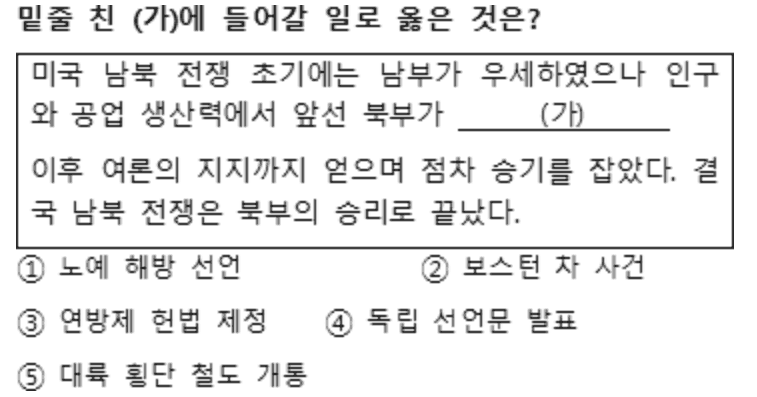 밑줄 친 (가)에 들어갈 일로 옳은 것은?
미국 남북 전쟁 초기에는 남부가 우세하였으나 인구
와 공업 생산력에서 앞선 북부가 (가)
이후 여론의 지지까지 얻으며 점차 승기를 잡았다. 결
국 남북 전쟁은 북부의 승리로 끝났다.
① 노예 해방 선언 ② 보스턴 차 사건
③ 연방제 헌법 제정 ④ 독립 선언문 발표
⑤ 대륙 횡단 철도 개통